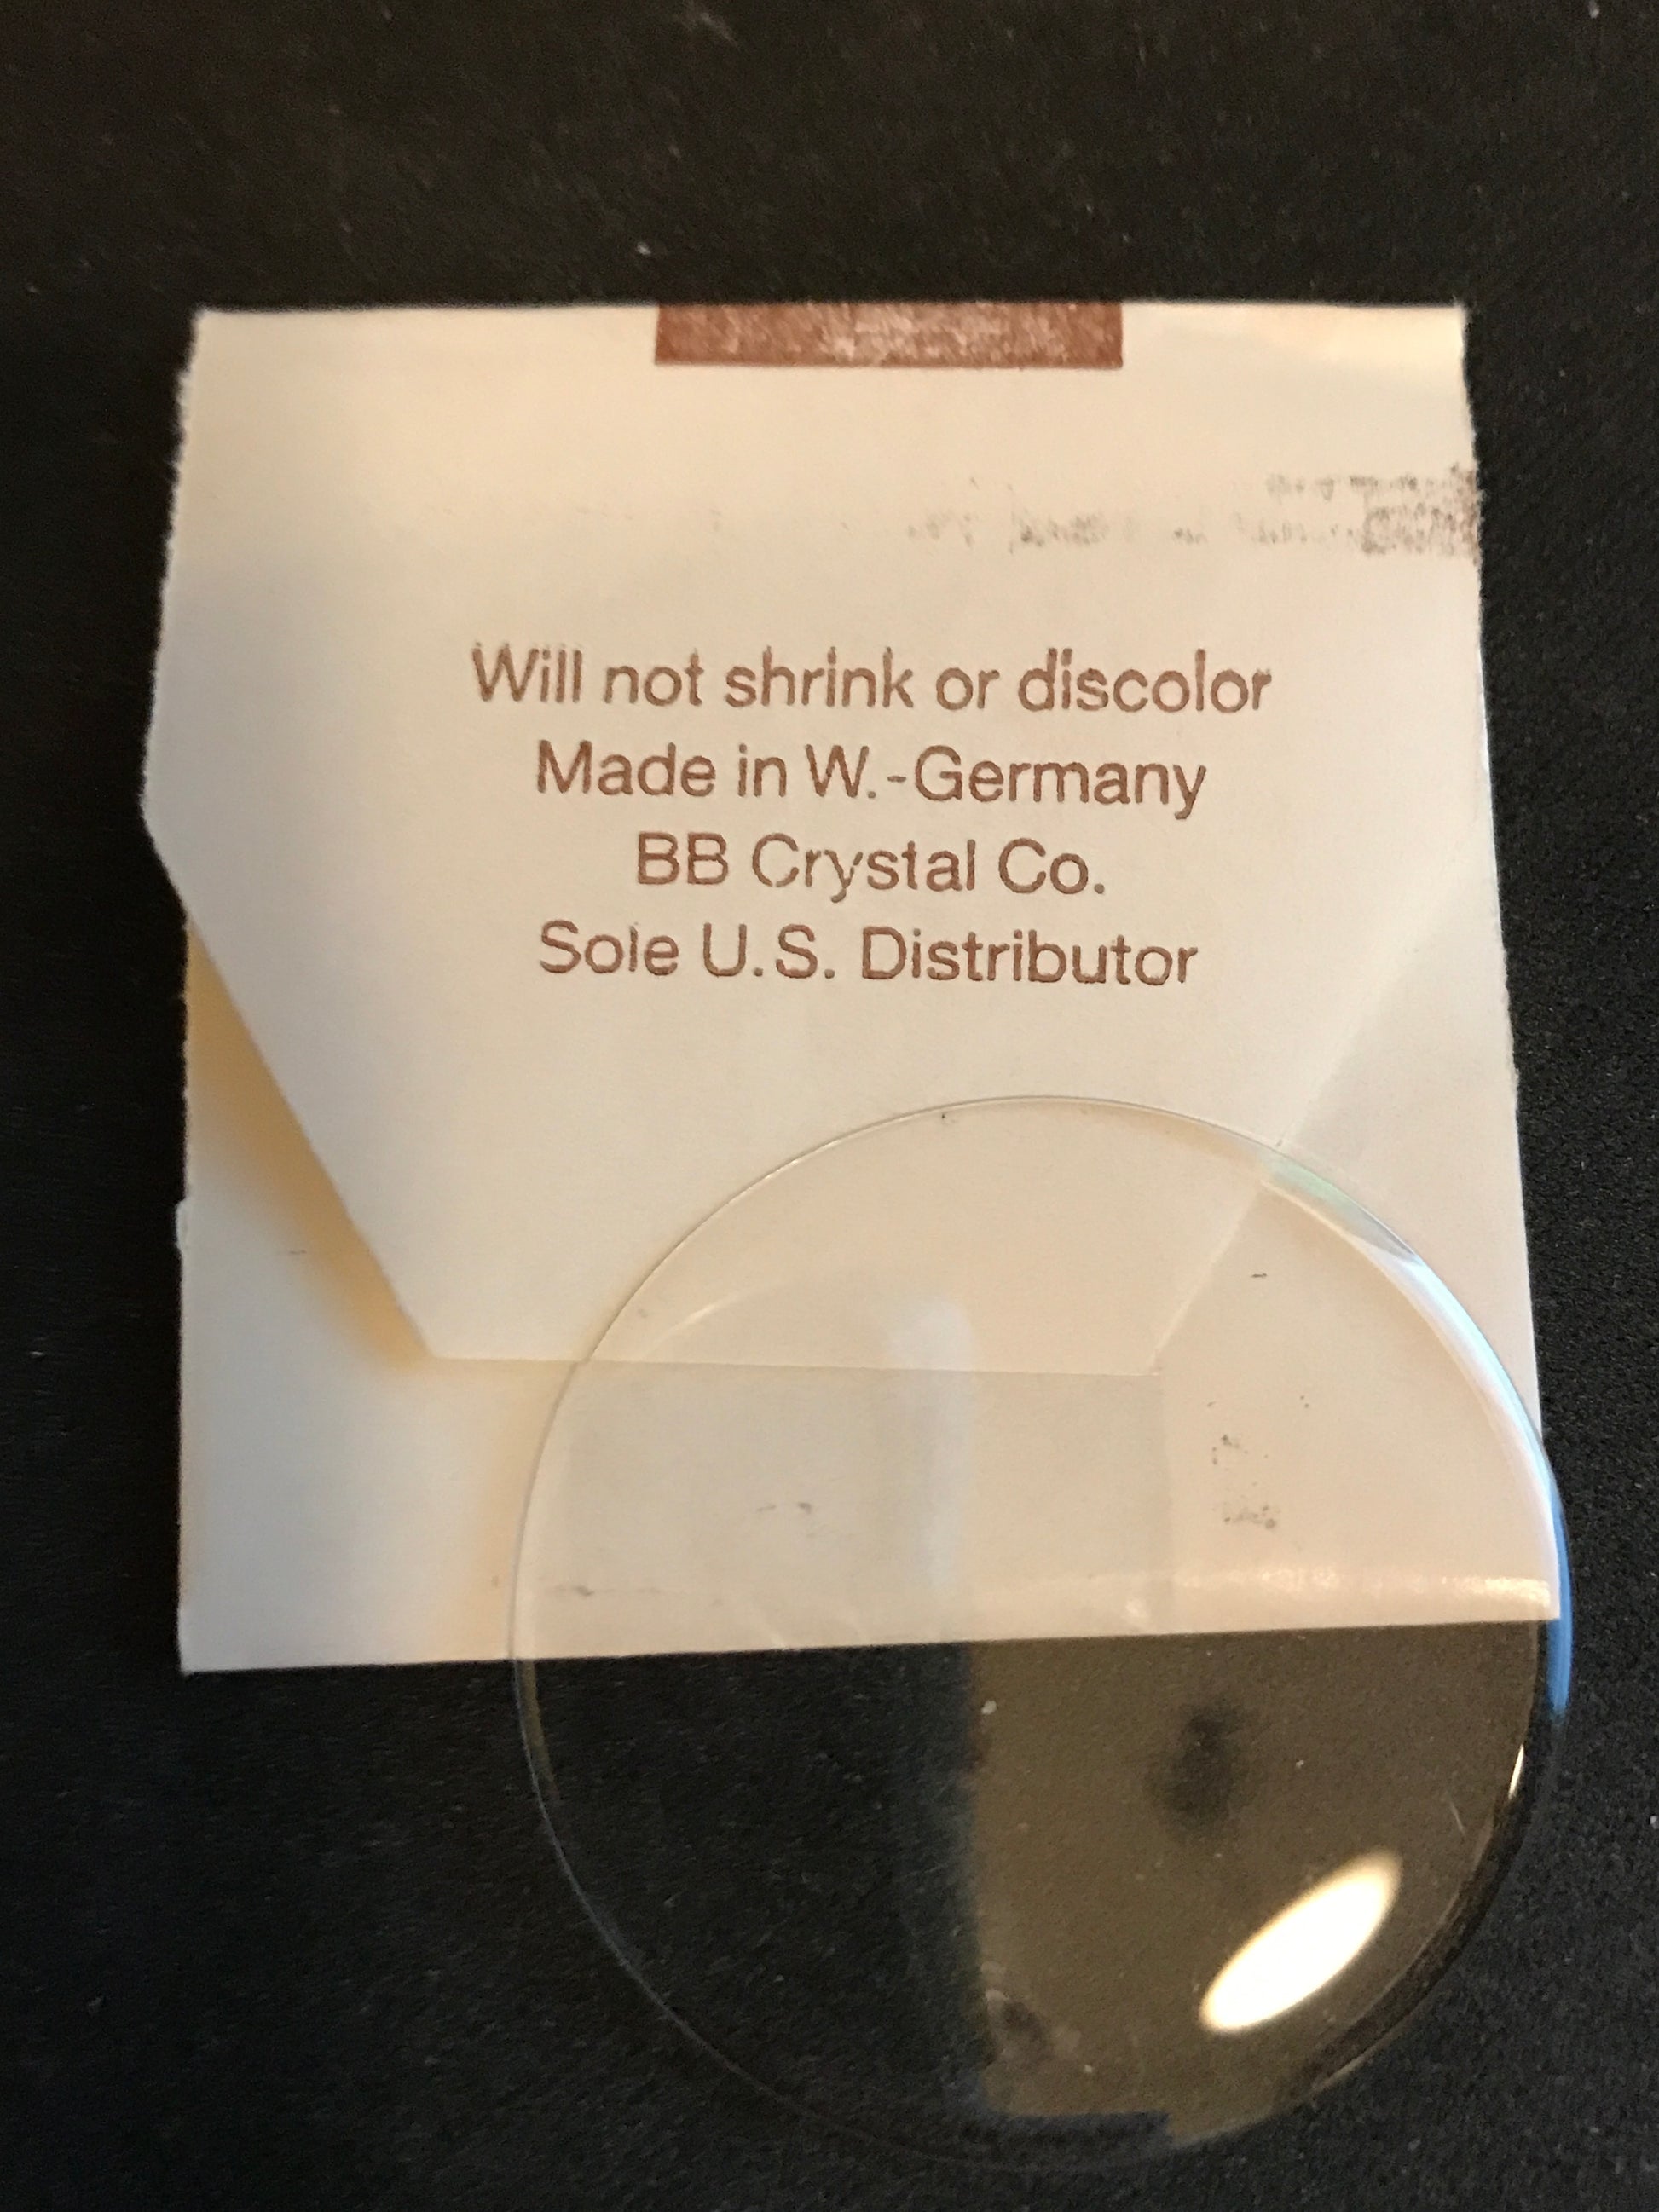 Will not shrink or discolor
Made in W.-Germany
BB Crystal Co.
Sole U.S. Distributor